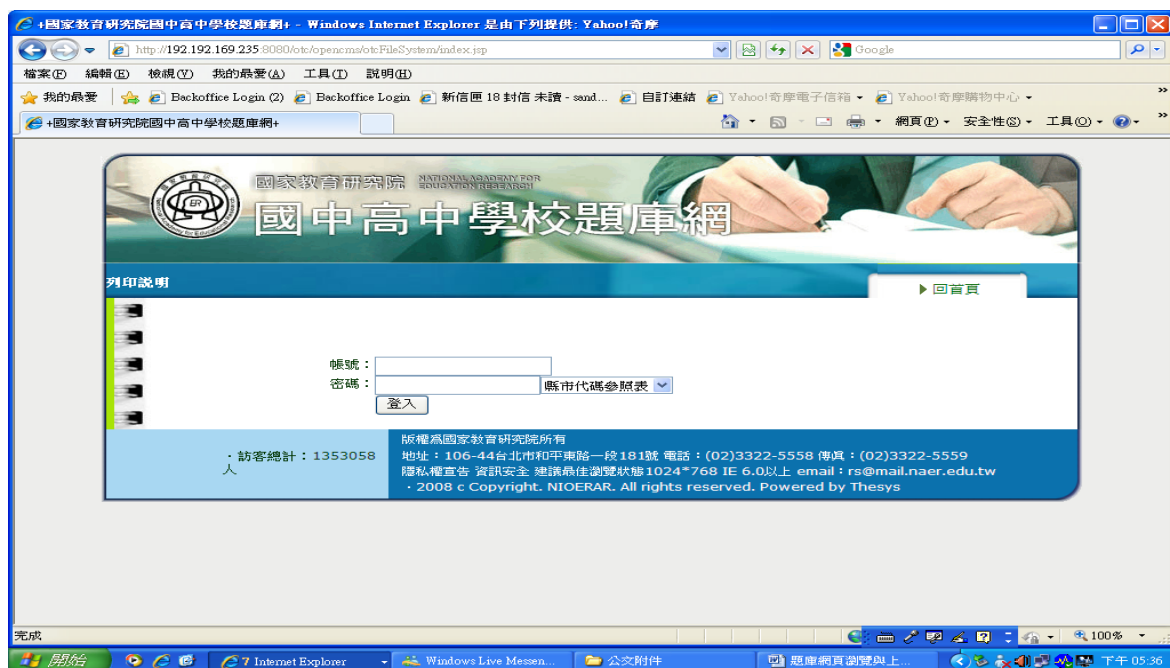 +國家教育研究院國中高中學校題庫網+ - Windows Internet Explorer 是由下列提供: Yahoo!奇摩
http://192.192.169.235:8080/otc/opencms/otcFileSystem/index.jsp
Google
檔案(F) 編輯(E) 檢視(V) 我的最愛(A) 工具(T) 說明(H)
我的最愛 Backoffice Login (2) Backoffice Login 新信匣 18 封信 未讀 - sand... 自訂連結 Yahoo!奇摩電子信箱 Yahoo!奇摩購物中心
+國家教育研究院國中高中學校題庫網+
網頁(P) 安全性(S) 工具(O)
國家教育研究院 NATIONAL ACADEMY FOR EDUCATION RESEARCH
國中高中學校題庫網
列印說明
回首頁
帳號：
密碼： 縣市代碼參照表
登入
·訪客總計：1353058人
版權為國家教育研究院所有
地址：106-44台北市和平東路一段181號 電話：(02)3322-5558 傳真：(02)3322-5559
隱私權宣告 資訊安全 建議最佳瀏覽狀態1024*768 IE 6.0以上 email：rs@mail.naer.edu.tw
·2008 c Copyright. NIOERAR. All rights reserved. Powered by Thesys
完成
100%
開始 7 Internet Explorer Windows Live Messen... 公文附件 題庫網頁瀏覽與上... 下午 05:36